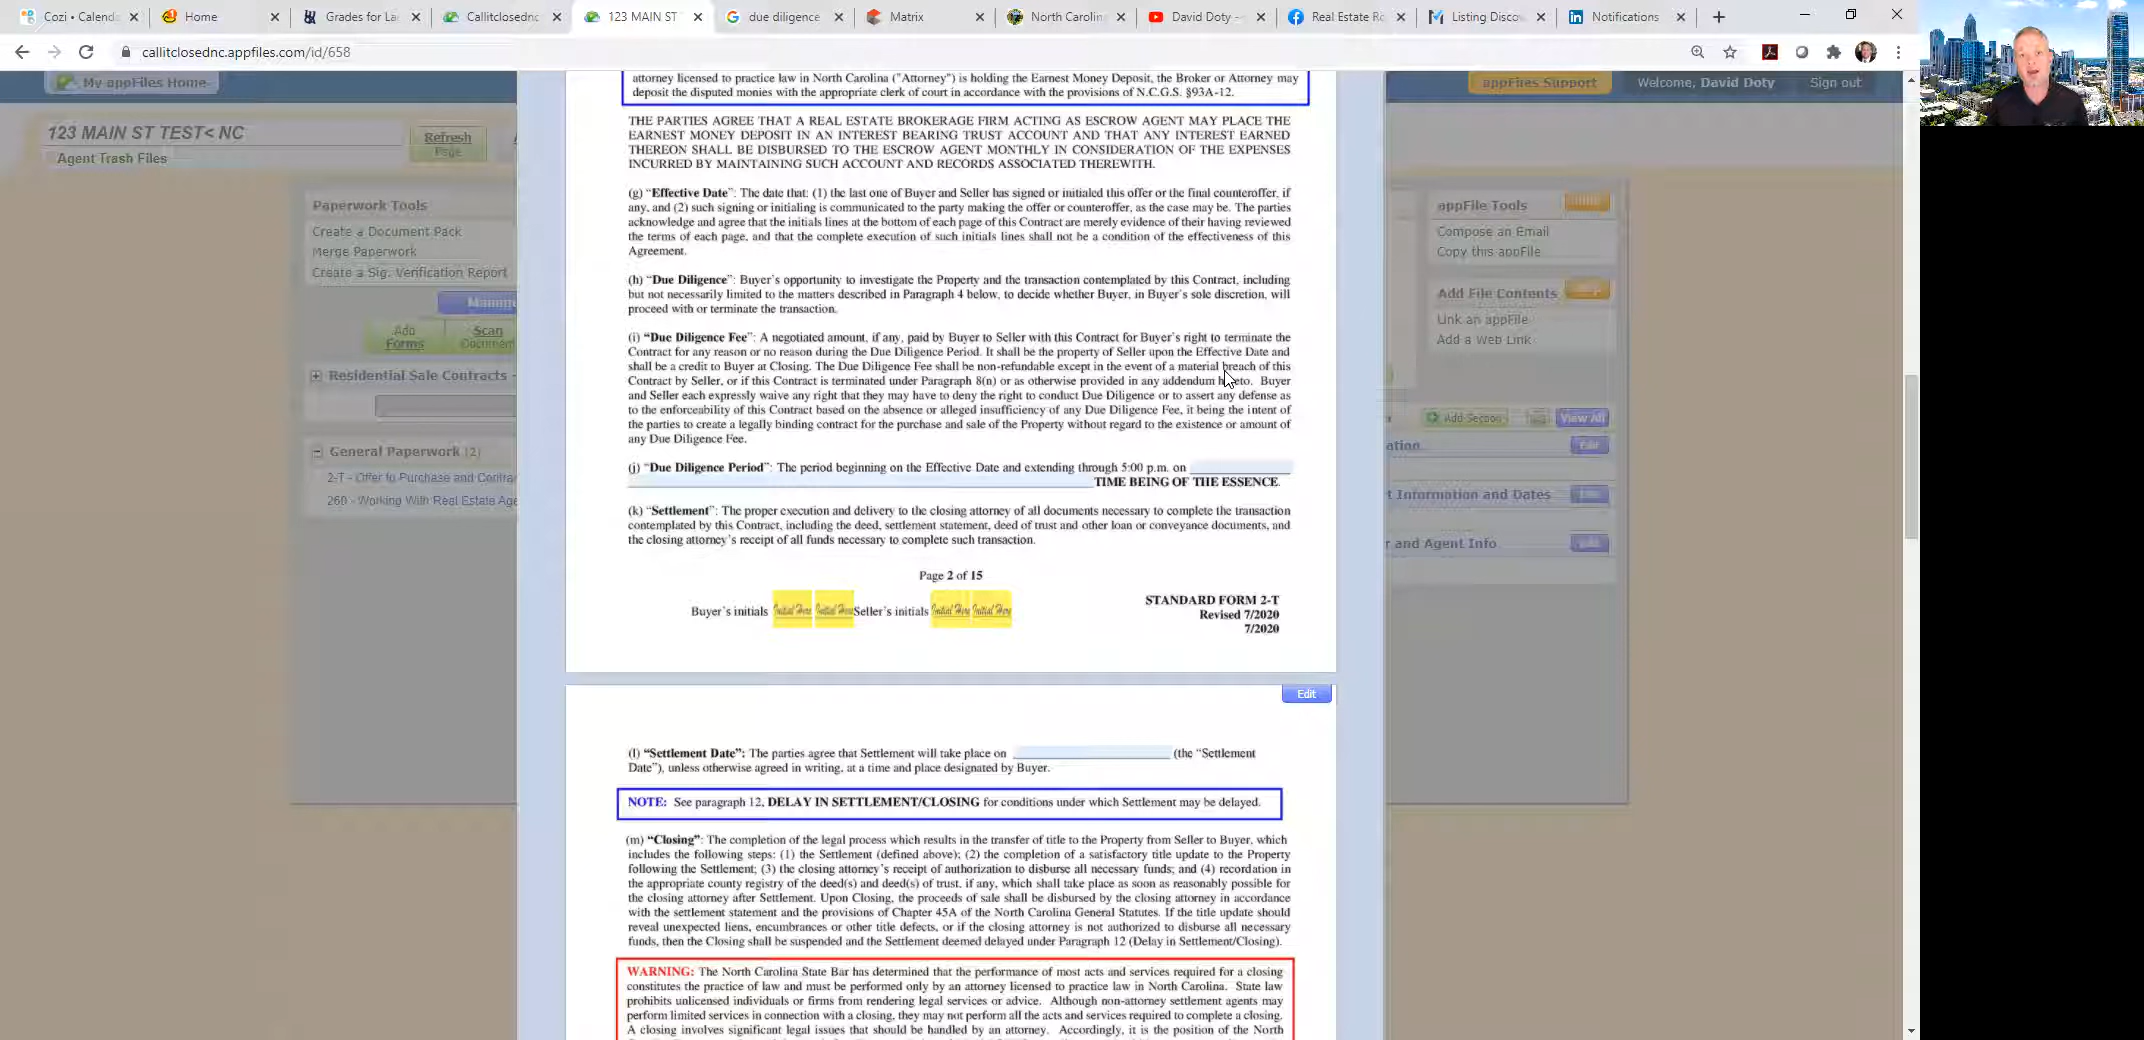 Cozi - Calend
Home
Grades for La
Callitclosednc
123 MAIN ST
due diligence
Matrix
North Carolin
David Doty -
Real Estate Ro
Listing Disco
Notifications
callitclosednc.appfiles.com/id/658
My appFiles Home
appFiles Support
Welcome, David Doty
Sign out
123 MAIN ST TEST< NC
Agent Trash Files
Refresh
Page
Paperwork Tools
Create a Document Pack
Merge Paperwork
Create a Sig. Verification Report
Add
Forms
Scan
Residential Sale Contracts -
General Paperwork (2)
2-T - Offer to Purchase and Contra
260 - Working With Real Estate Age
attorney licensed to practice law in North Carolina ("Attorney") is holding the Earnest Money Deposit, the Broker or Attorney may
deposit the disputed monies with the appropriate clerk of court in accordance with the provisions of N.C.G.S. §93A-12.
THE PARTIES AGREE THAT A REAL ESTATE BROKERAGE FIRM ACTING AS ESCROW AGENT MAY PLACE THE
EARNEST MONEY DEPOSIT IN AN INTEREST BEARING TRUST ACCOUNT AND THAT ANY INTEREST EARNED
THEREON SHALL BE DISBURSED TO THE ESCROW AGENT MONTHLY IN CONSIDERATION OF THE EXPENSES
INCURRED BY MAINTAINING SUCH ACCOUNT AND RECORDS ASSOCIATED THEREWITH.
(g) “Effective Date”: The date that: (1) the last one of Buyer and Seller has signed or initialed this offer or the final counteroffer, if
any, and (2) such signing or initialing is communicated to the party making the offer or counteroffer, as the case may be. The parties
acknowledge and agree that the initials lines at the bottom of each page of this Contract are merely evidence of their having reviewed
the terms of each page, and that the complete execution of such initials lines shall not be a condition of the effectiveness of this
Agreement.
(h) “Due Diligence”: Buyer’s opportunity to investigate the Property and the transaction contemplated by this Contract, including
but not necessarily limited to the matters described in Paragraph 4 below, to decide whether Buyer, in Buyer’s sole discretion, will
proceed with or terminate the transaction.
(i) “Due Diligence Fee”: A negotiated amount, if any, paid by Buyer to Seller with this Contract for Buyer’s right to terminate the
Contract for any reason or no reason during the Due Diligence Period. It shall be the property of Seller upon the Effective Date and
shall be a credit to Buyer at Closing. The Due Diligence Fee shall be non-refundable except in the event of a material breach of this
Contract by Seller, or if this Contract is terminated under Paragraph 8(n) or as otherwise provided in any addendum hereto. Buyer
and Seller each expressly waive any right that they may have to deny the right to conduct Due Diligence or to assert any defense as
to the enforceability of this Contract based on the absence or alleged insufficiency of any Due Diligence Fee, it being the intent of
the parties to create a legally binding contract for the purchase and sale of the Property without regard to the existence or amount of
any Due Diligence Fee.
(j) “Due Diligence Period”: The period beginning on the Effective Date and extending through 5:00 p.m. on
TIME BEING OF THE ESSENCE.
(k) “Settlement”: The proper execution and delivery to the closing attorney of all documents necessary to complete the transaction
contemplated by this Contract, including the deed, settlement statement, deed of trust and other loan or conveyance documents, and
the closing attorney’s receipt of all funds necessary to complete such transaction.
Page 2 of 15
Buyer’s initials Initial Here Initial Here Seller’s initials Initial Here Initial Here
STANDARD FORM 2-T
Revised 7/2020
7/2020
Edit
(l) “Settlement Date”: The parties agree that Settlement will take place on (the “Settlement
Date”), unless otherwise agreed in writing, at a time and place designated by Buyer.
NOTE: See paragraph 12, DELAY IN SETTLEMENT/CLOSING for conditions under which Settlement may be delayed.
(m) “Closing”: The completion of the legal process which results in the transfer of title to the Property from Seller to Buyer, which
includes the following steps: (1) the Settlement (defined above); (2) the completion of a satisfactory title update to the Property
following the Settlement; (3) the closing attorney’s receipt of authorization to disburse all necessary funds; and (4) recordation in
the appropriate county registry of the deed(s) and deed(s) of trust, if any, which shall take place as soon as reasonably possible for
the closing attorney after Settlement. Upon Closing, the proceeds of sale shall be disbursed by the closing attorney in accordance
with the settlement statement and the provisions of Chapter 45A of the North Carolina General Statutes. If the title update should
reveal unexpected liens, encumbrances or other title defects, or if the closing attorney is not authorized to disburse all necessary
funds, then the Closing shall be suspended and the Settlement deemed delayed under Paragraph 12 (Delay in Settlement/Closing).
WARNING: The North Carolina State Bar has determined that the performance of most acts and services required for a closing
constitutes the practice of law and must be performed only by an attorney licensed to practice law in North Carolina. State law
prohibits unlicensed individuals or firms from rendering legal services or advice. Although non-attorney settlement agents may
perform limited services in connection with a closing, they may not perform all the acts and services required to complete a closing.
A closing involves significant legal issues that should be handled by an attorney. Accordingly, it is the position of the North
appFile Tools
Compose an Email
Copy this appFile
Add File Contents
Link an appFile
Add a Web Link
Add Section
View All
ation
Edit
t Information and Dates
r and Agent Info